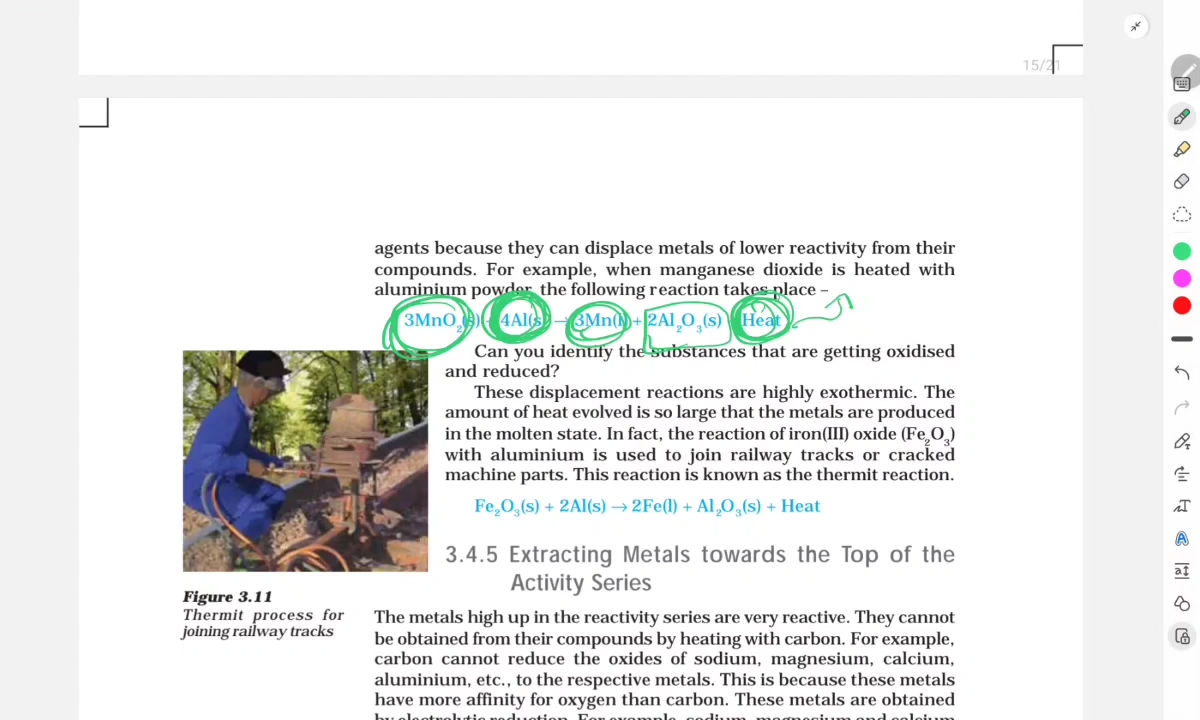 15/21
agents because they can displace metals of lower reactivity from their
compounds. For example, when manganese dioxide is heated with
aluminium powder, the following reaction takes place –
3MnO₂(s) + 4Al(s) → 3Mn(l) + 2Al₂O₃(s) + Heat
Can you identify the substances that are getting oxidised
and reduced?
These displacement reactions are highly exothermic. The
amount of heat evolved is so large that the metals are produced
in the molten state. In fact, the reaction of iron(III) oxide (Fe₂O₃)
with aluminium is used to join railway tracks or cracked
machine parts. This reaction is known as the thermit reaction.
Fe₂O₃(s) + 2Al(s) → 2Fe(l) + Al₂O₃(s) + Heat
Figure 3.11
Thermit process for
joining railway tracks
3.4.5 Extracting Metals towards the Top of the
Activity Series
The metals high up in the reactivity series are very reactive. They cannot
be obtained from their compounds by heating with carbon. For example,
carbon cannot reduce the oxides of sodium, magnesium, calcium,
aluminium, etc., to the respective metals. This is because these metals
have more affinity for oxygen than carbon. These metals are obtained
by electrolytic reduction. For example, sodium, magnesium and calcium